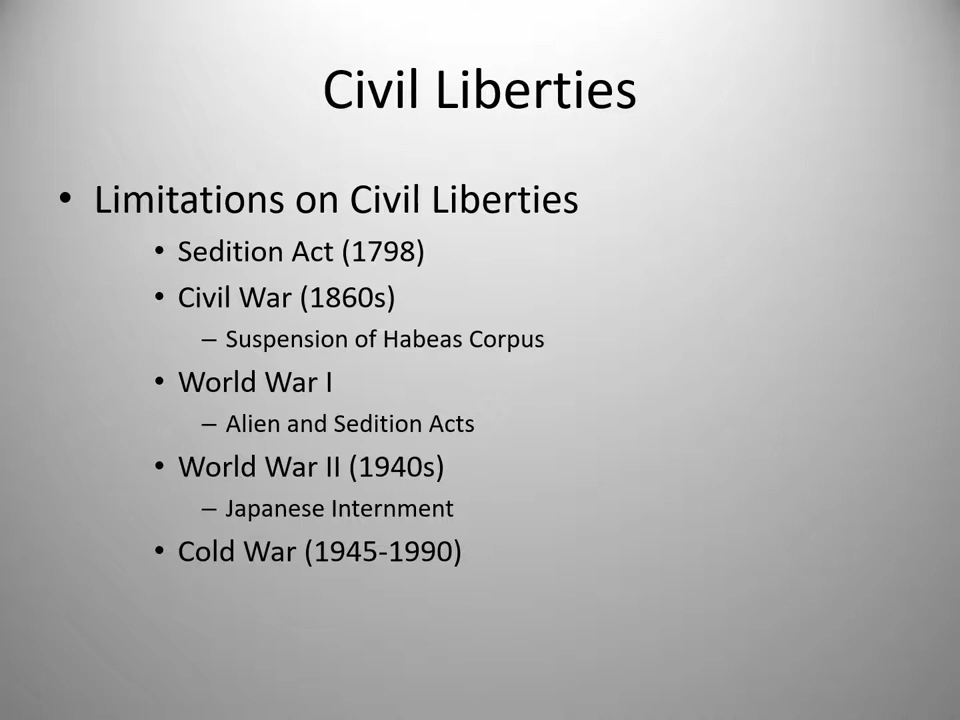 Civil Liberties
• Limitations on Civil Liberties
• Sedition Act (1798)
• Civil War (1860s)
– Suspension of Habeas Corpus
• World War I
– Alien and Sedition Acts
• World War II (1940s)
– Japanese Internment
• Cold War (1945-1990)